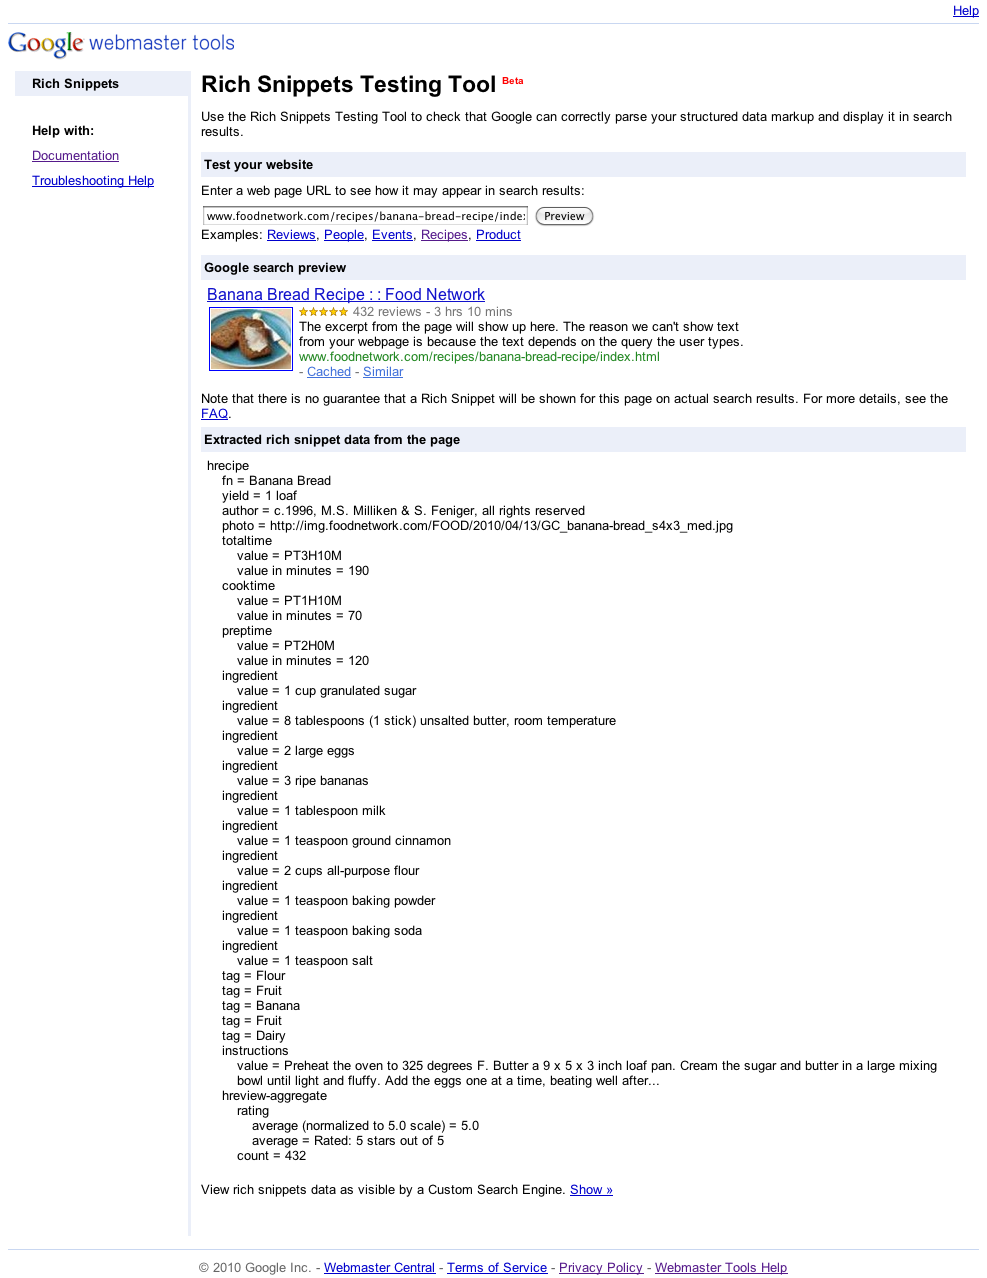 Help
Google webmaster tools
Rich Snippets
Help with:
Documentation
Troubleshooting Help
Rich Snippets Testing Tool Beta
Use the Rich Snippets Testing Tool to check that Google can correctly parse your structured data markup and display it in search
results.
Test your website
Enter a web page URL to see how it may appear in search results:
www.foodnetwork.com/recipes/banana-bread-recipe/inde: Preview
Examples: Reviews, People, Events, Recipes, Product
Google search preview
Banana Bread Recipe : : Food Network
432 reviews - 3 hrs 10 mins
The excerpt from the page will show up here. The reason we can't show text
from your webpage is because the text depends on the query the user types.
www.foodnetwork.com/recipes/banana-bread-recipe/index.html
- Cached - Similar
Note that there is no guarantee that a Rich Snippet will be shown for this page on actual search results. For more details, see the
FAQ.
Extracted rich snippet data from the page
hrecipe
fn = Banana Bread
yield = 1 loaf
author = c.1996, M.S. Milliken & S. Feniger, all rights reserved
photo = http://img.foodnetwork.com/FOOD/2010/04/13/GC_banana-bread_s4x3_med.jpg
totaltime
value = PT3H10M
value in minutes = 190
cooktime
value = PT1H10M
value in minutes = 70
preptime
value = PT2H0M
value in minutes = 120
ingredient
value = 1 cup granulated sugar
ingredient
value = 8 tablespoons (1 stick) unsalted butter, room temperature
ingredient
value = 2 large eggs
ingredient
value = 3 ripe bananas
ingredient
value = 1 tablespoon milk
ingredient
value = 1 teaspoon ground cinnamon
ingredient
value = 2 cups all-purpose flour
ingredient
value = 1 teaspoon baking powder
ingredient
value = 1 teaspoon baking soda
ingredient
value = 1 teaspoon salt
tag = Flour
tag = Fruit
tag = Banana
tag = Fruit
tag = Dairy
instructions
value = Preheat the oven to 325 degrees F. Butter a 9 x 5 x 3 inch loaf pan. Cream the sugar and butter in a large mixing
bowl until light and fluffy. Add the eggs one at a time, beating well after...
hreview-aggregate
rating
average (normalized to 5.0 scale) = 5.0
average = Rated: 5 stars out of 5
count = 432
View rich snippets data as visible by a Custom Search Engine. Show »
© 2010 Google Inc. - Webmaster Central - Terms of Service - Privacy Policy - Webmaster Tools Help